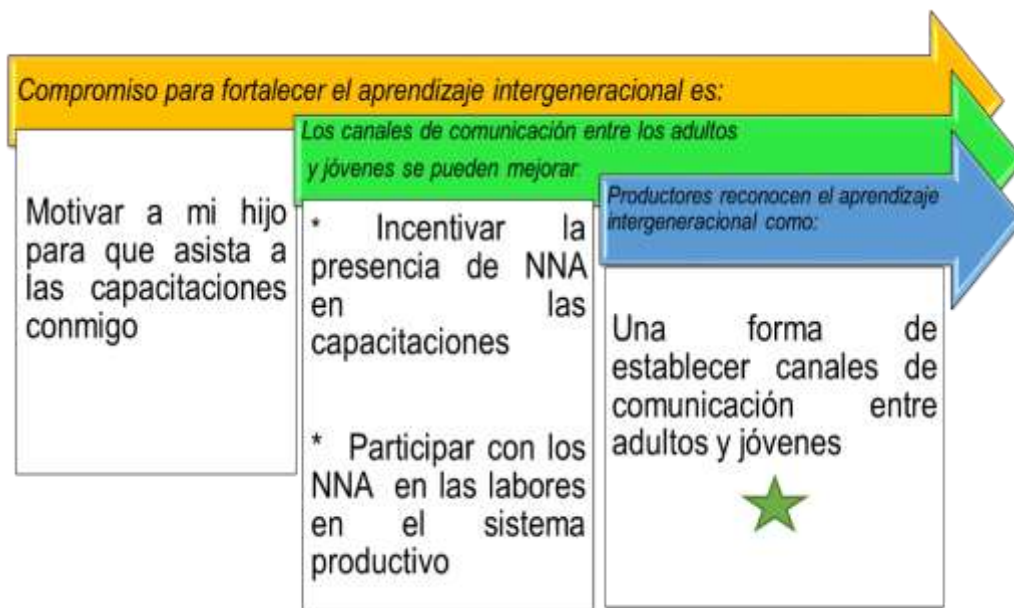 Compromiso para fortalecer el aprendizaje intergeneracional es:
Motivar a mi hijo
para que asista a
las capacitaciones
conmigo
Los canales de comunicación entre los adultos
y jóvenes se pueden mejorar:
* Incentivar la
presencia de NNA
en las
capacitaciones
* Participar con los
NNA en las labores
en el sistema
productivo
Productores reconocen el aprendizaje
intergeneracional como:
Una forma de
establecer canales de
comunicación entre
adultos y jóvenes